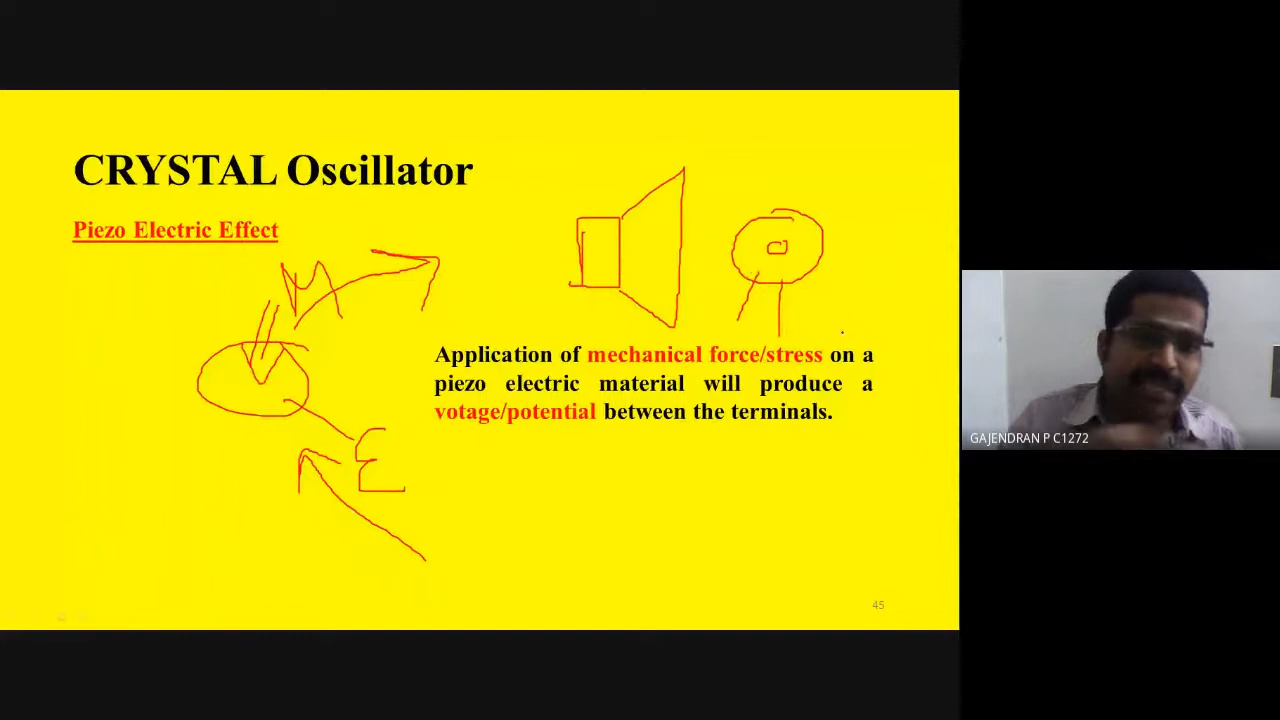 CRYSTAL Oscillator
Piezo Electric Effect
M
Application of mechanical force/stress on a
piezo electric material will produce a
votage/potential between the terminals.
E
GAJENDRAN P C1272
45